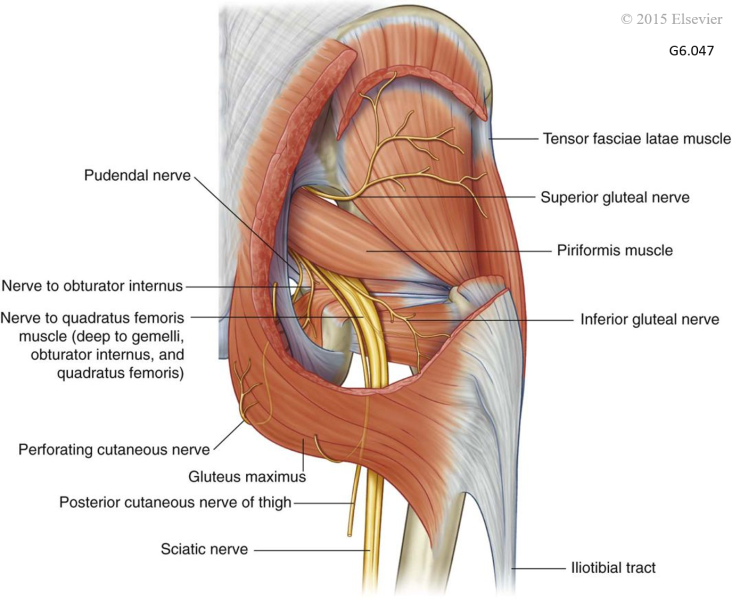 © 2015 Elsevier
G6.047
Tensor fasciae latae muscle
Pudendal nerve
Superior gluteal nerve
Piriformis muscle
Nerve to obturator internus
Nerve to quadratus femoris
muscle (deep to gemelli,
obturator internus, and
quadratus femoris)
Inferior gluteal nerve
Perforating cutaneous nerve
Gluteus maximus
Posterior cutaneous nerve of thigh
Sciatic nerve
Iliotibial tract